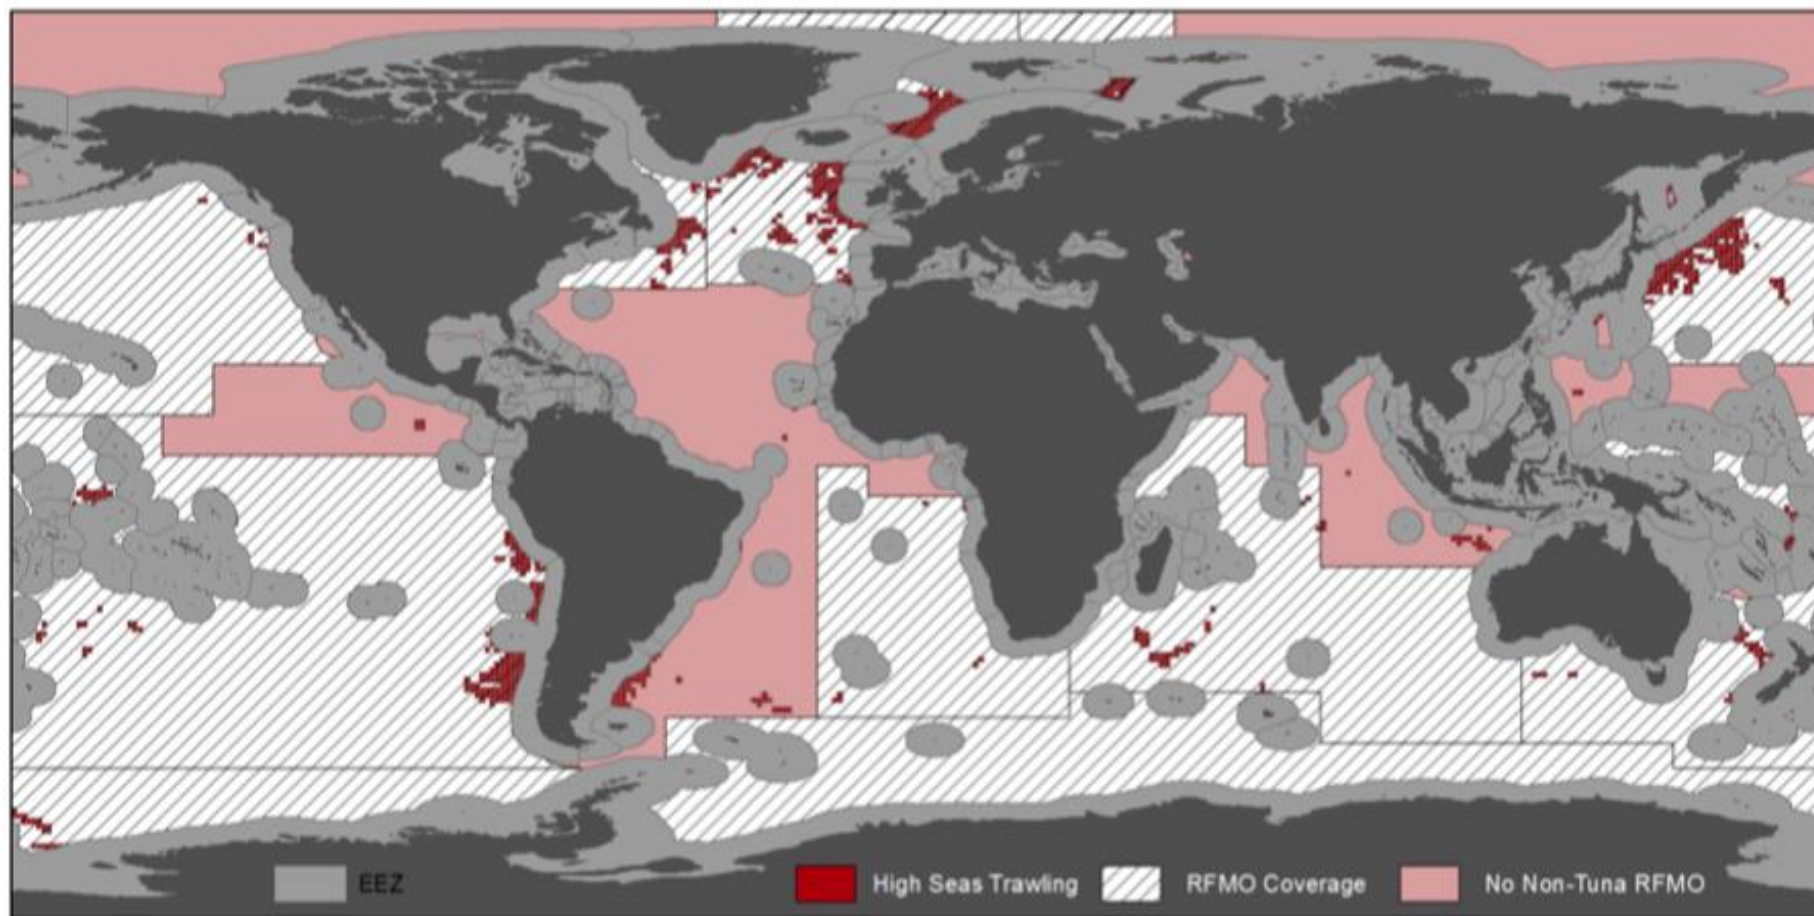 EEZ
High Seas Trawling
RFMO Coverage
No Non-Tuna RFMO